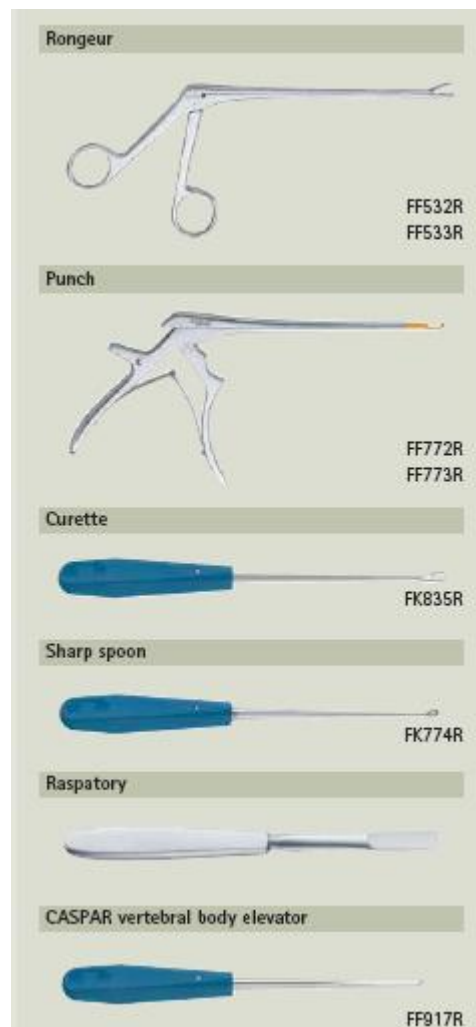 Rongeur
FF532R
FF533R
Punch
FF772R
FF773R
Curette
FK835R
Sharp spoon
FK774R
Raspatory
CASPAR vertebral body elevator
FF917R